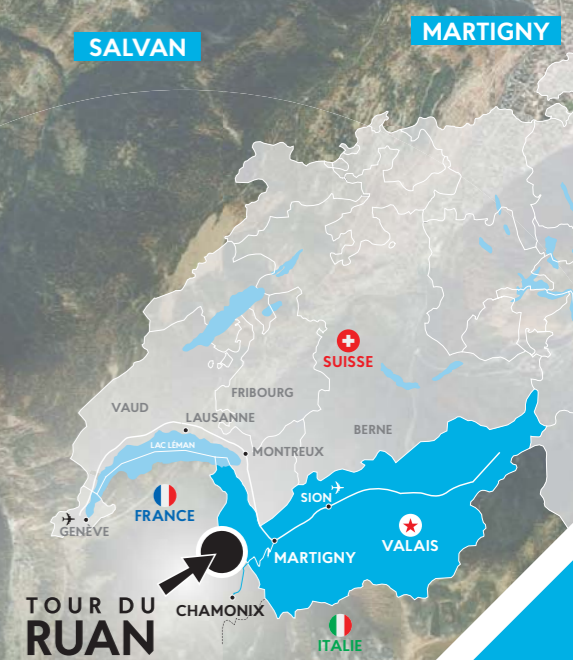 SALVAN
MARTIGNY
SUISSE
FRIBOURG
VAUD
LAUSANNE
BERNE
LAC LÉMAN
MONTREUX
SION
FRANCE
GENÈVE
VALAIS
MARTIGNY
CHAMONIX
TOUR DU
RUAN
ITALIE